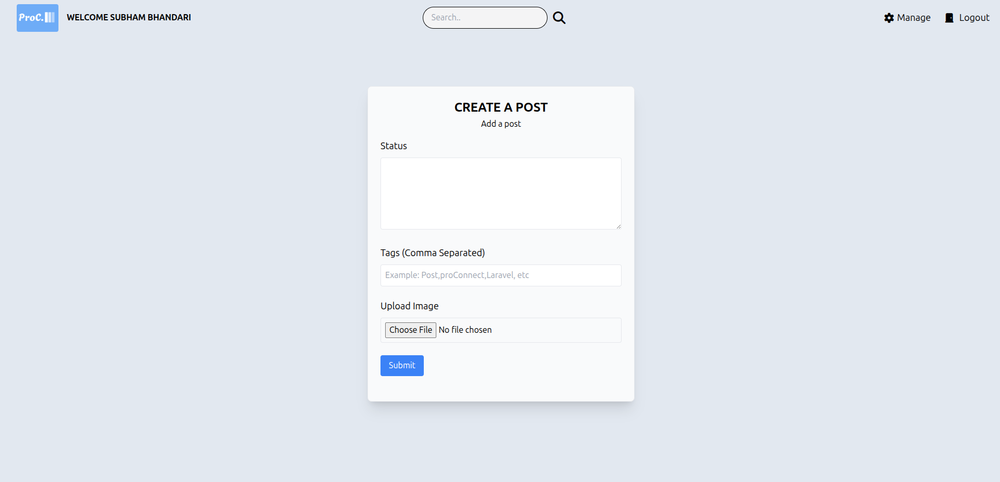 ProC.
WELCOME SUBHAM BHANDARI
Search..
Manage
Logout
CREATE A POST
Add a post
Status
Tags (Comma Separated)
Example: Post,proConnect,Laravel, etc
Upload Image
Choose File No file chosen
Submit